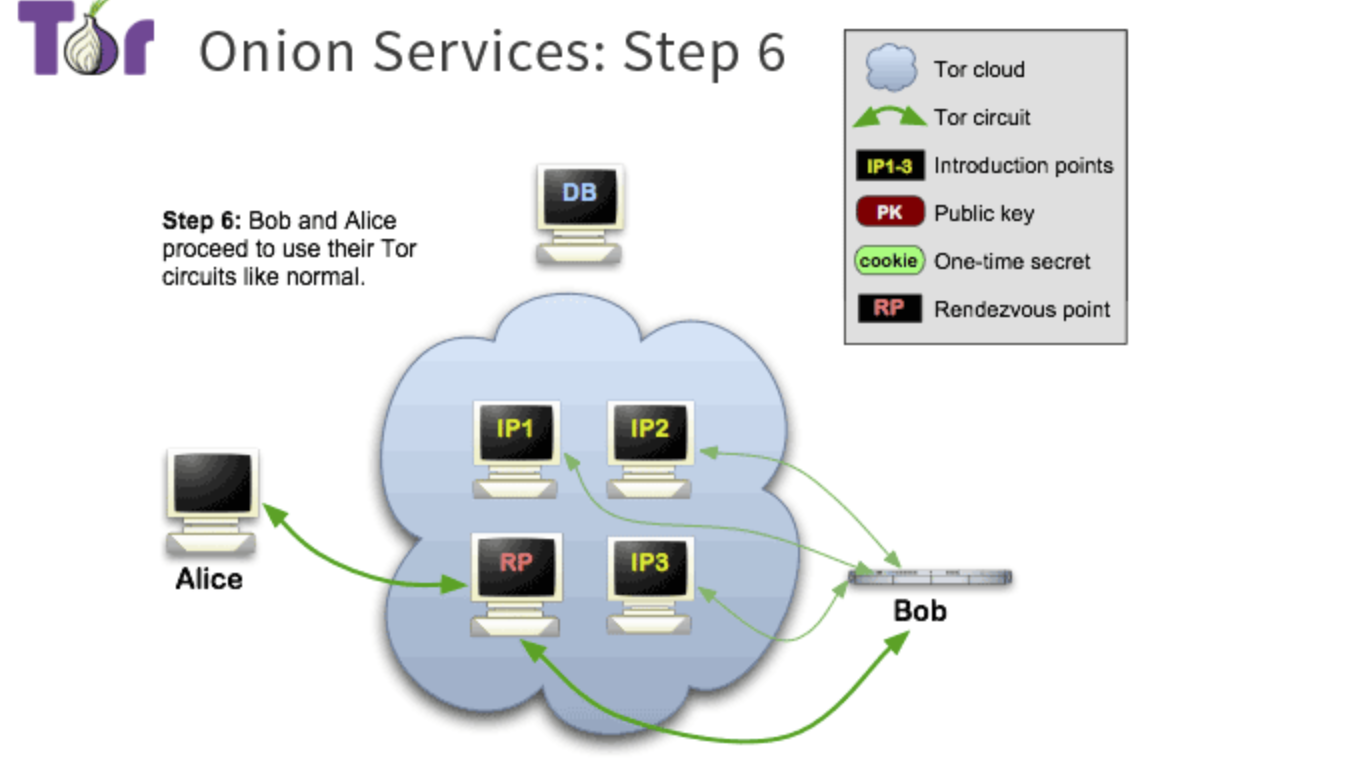 Tor
Onion Services: Step 6
Tor cloud
Tor circuit
IP1-3 Introduction points
PK Public key
cookie One-time secret
RP Rendezvous point
DB
Step 6: Bob and Alice
proceed to use their Tor
circuits like normal.
IP1 IP2
RP IP3
Alice
Bob